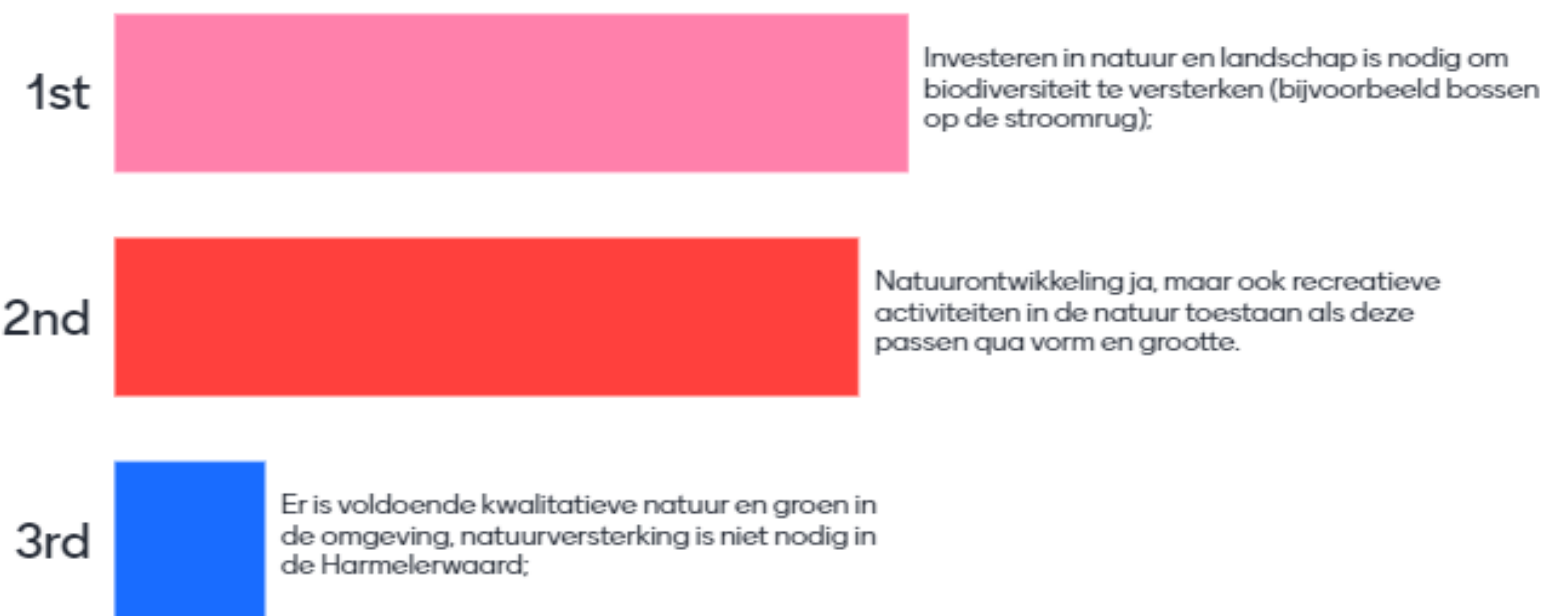 1st
Investeren in natuur en landschap is nodig om
biodiversiteit te versterken (bijvoorbeeld bossen
op de stroomrug);
2nd
Natuurontwikkeling ja, maar ook recreatieve
activiteiten in de natuur toestaan als deze
passen qua vorm en grootte.
3rd
Er is voldoende kwalitatieve natuur en groen in
de omgeving, natuurversterking is niet nodig in
de Harmelerwaard;